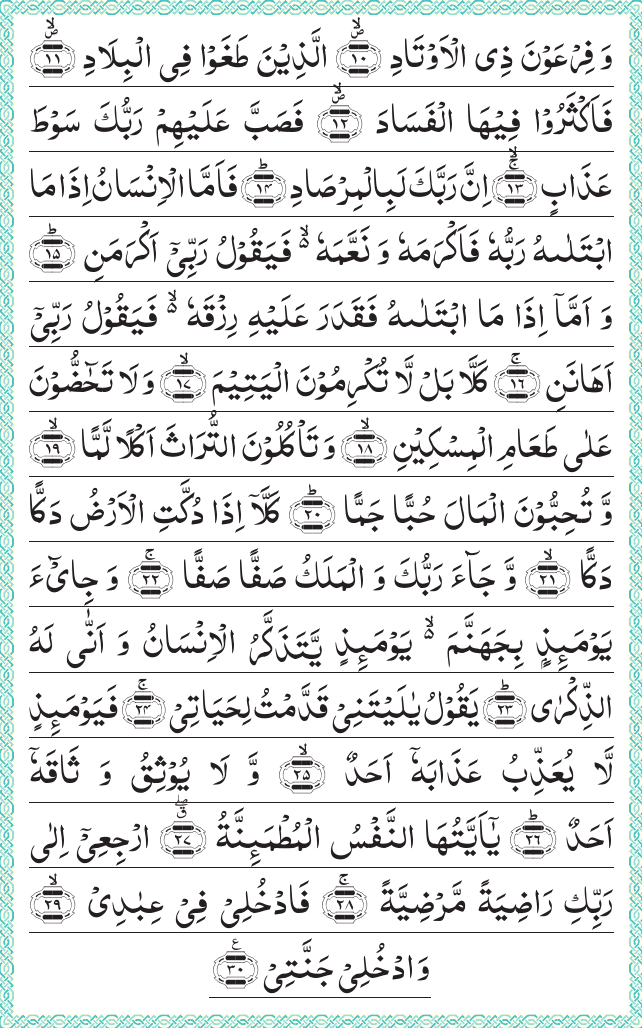 وَ فِرْعَوْنَ ذِی الْاَوْتَادِ ﴿۱۰﴾ الَّذِیْنَ طَغَوْا فِی الْبِلَادِ ﴿۱۱﴾
فَاَكْثَرُوْا فِیْهَا الْفَسَادَ ﴿۱۲﴾ فَصَبَّ عَلَیْهِمْ رَبُّكَ سَوْطَ
عَذَابٍ ﴿۱۳﴾ اِنَّ رَبَّكَ لَبِالْمِرْصَادِ ﴿۱۴﴾ فَاَمَّا الْاِنْسَانُ اِذَا مَا
ابْتَلٰىهُ رَبُّهٗ فَاَكْرَمَهٗ وَ نَعَّمَهٗ ۙ۬ فَیَقُوْلُ رَبِّیْۤ اَكْرَمَنِ ﴿۱۵﴾
وَ اَمَّاۤ اِذَا مَا ابْتَلٰىهُ فَقَدَرَ عَلَیْهِ رِزْقَهٗ ۙ۬ فَیَقُوْلُ رَبِّیْۤ
اَهَانَنِ ﴿۱۶﴾ كَلَّا بَلْ لَّا تُكْرِمُوْنَ الْیَتِیْمَ ﴿۱۷﴾ وَ لَا تَحٰٓضُّوْنَ
عَلٰی طَعَامِ الْمِسْكِیْنِ ﴿۱۸﴾ وَ تَاْكُلُوْنَ التُّرَاثَ اَكْلًا لَّمًّا ﴿۱۹﴾
وَّ تُحِبُّوْنَ الْمَالَ حُبًّا جَمًّا ﴿۲۰﴾ كَلَّاۤ اِذَا دُكَّتِ الْاَرْضُ دَكًّا
دَكًّا ﴿۲۱﴾ وَّ جَآءَ رَبُّكَ وَ الْمَلَكُ صَفًّا صَفًّا ﴿۲۲﴾ وَ جِایْٓءَ
یَوْمَىِٕذٍۭ بِجَهَنَّمَ ۙ۬ یَوْمَىِٕذٍ یَّتَذَكَّرُ الْاِنْسَانُ وَ اَنّٰی لَهُ
الذِّكْرٰی ﴿۲۳﴾ یَقُوْلُ یٰلَیْتَنِیْ قَدَّمْتُ لِحَیَاتِیْ ﴿۲۴﴾ فَیَوْمَىِٕذٍ
لَّا یُعَذِّبُ عَذَابَهٗۤ اَحَدٌ ﴿۲۵﴾ وَّ لَا یُوْثِقُ وَ ثَاقَهٗۤ
اَحَدٌ ﴿۲۶﴾ یٰۤاَیَّتُهَا النَّفْسُ الْمُطْمَىِٕنَّةُ ﴿۲۷﴾ ارْجِعِیْۤ اِلٰی
رَبِّكِ رَاضِیَةً مَّرْضِیَّةً ﴿۲۸﴾ فَادْخُلِیْ فِیْ عِبٰدِیْ ﴿۲۹﴾
وَ ادْخُلِیْ جَنَّتِیْ ﴿۳۰﴾